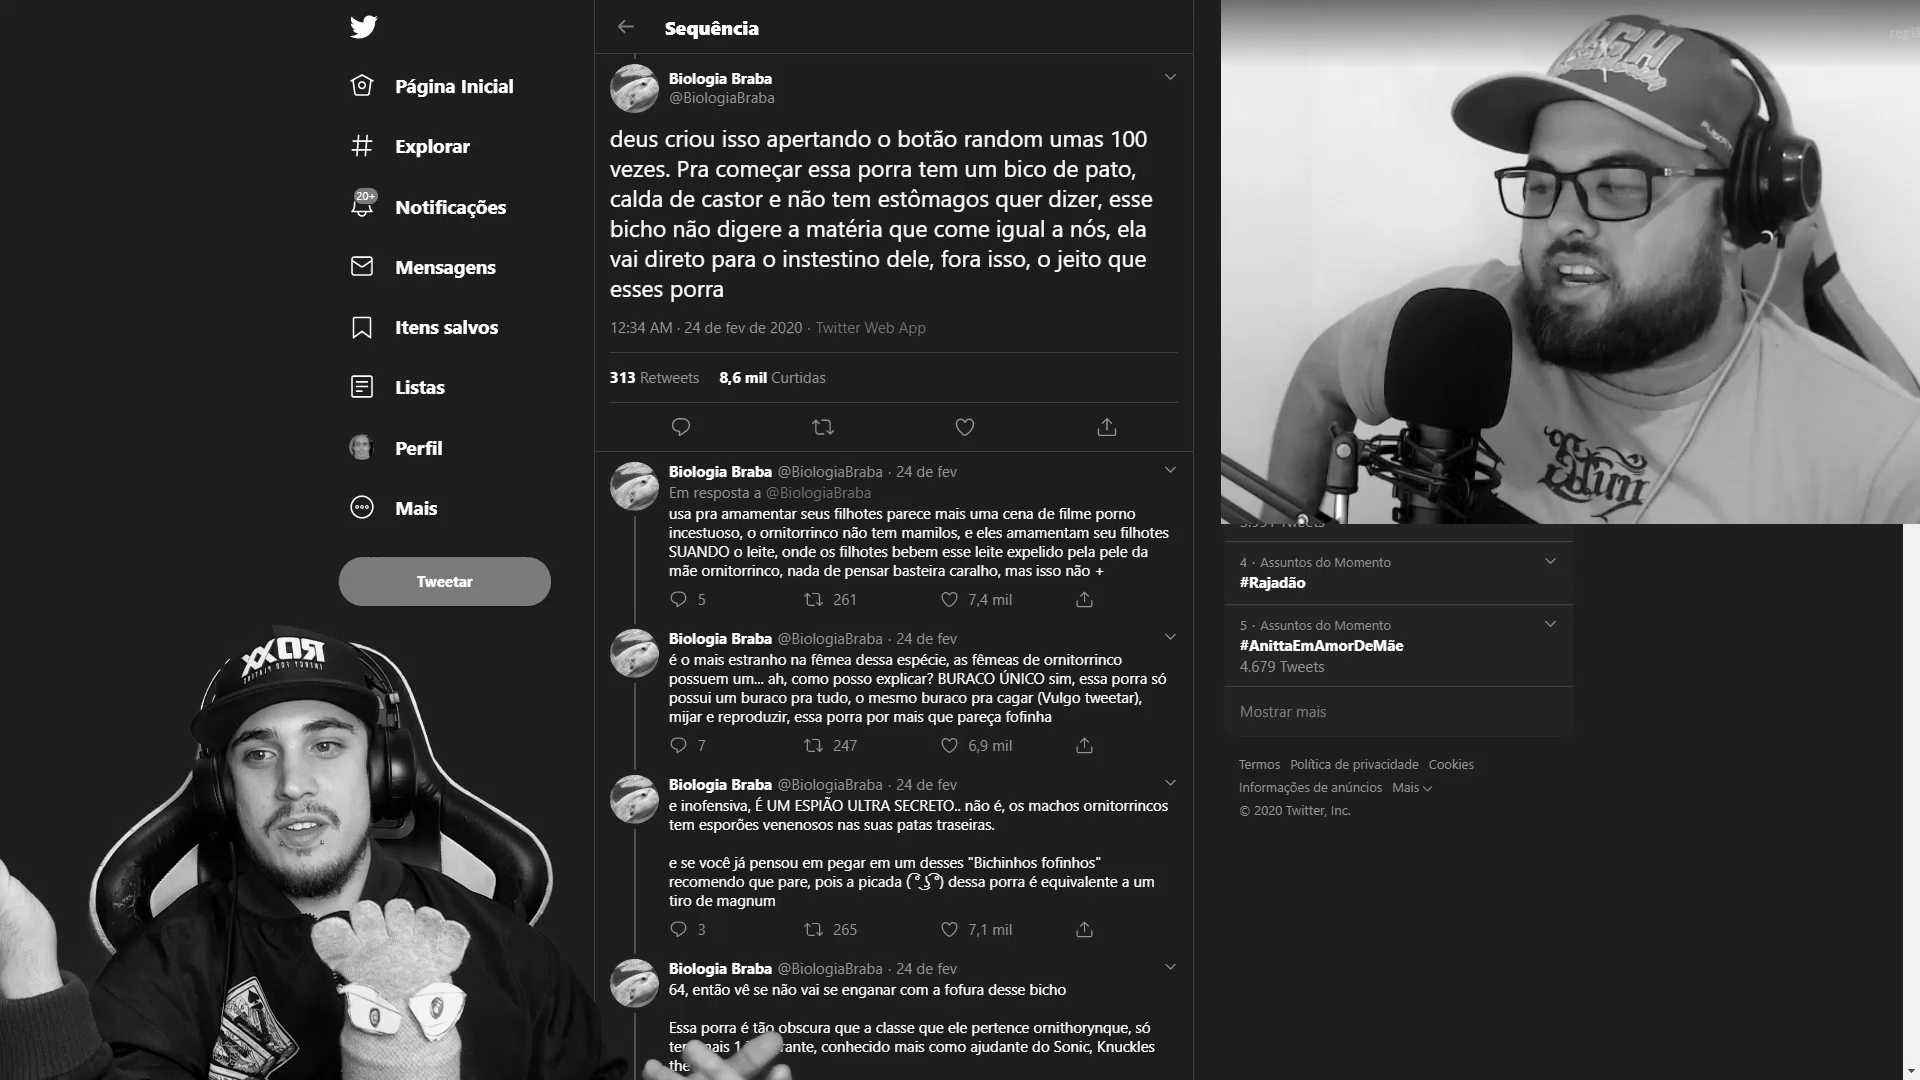 Página Inicial
Explorar
20+
Notificações
Mensagens
Itens salvos
Listas
Perfil
Mais
Tweetar
Sequência
Biologia Braba
@BiologiaBraba
deus criou isso apertando o botão random umas 100
vezes. Pra começar essa porra tem um bico de pato,
calda de castor e não tem estômagos quer dizer, esse
bicho não digere a matéria que come igual a nós, ela
vai direto para o instestino dele, fora isso, o jeito que
esses porra
12:34 AM · 24 de fev de 2020 · Twitter Web App
313 Retweets 8,6 mil Curtidas
Biologia Braba @BiologiaBraba · 24 de fev
Em resposta a @BiologiaBraba
usa pra amamentar seus filhotes parece mais uma cena de filme porno
incestuoso, o ornitorrinco não tem mamilos, e eles amamentam seu filhotes
SUANDO o leite, onde os filhotes bebem esse leite expelido pela pele da
mãe ornitorrinco, nada de pensar basteira caralho, mas isso não +
5 261 7,4 mil
Biologia Braba @BiologiaBraba · 24 de fev
é o mais estranho na fêmea dessa espécie, as fêmeas de ornitorrinco
possuem um... ah, como posso explicar? BURACO ÚNICO sim, essa porra só
possui um buraco pra tudo, o mesmo buraco pra cagar (Vulgo tweetar),
mijar e reproduzir, essa porra por mais que pareça fofinha
7 247 6,9 mil
Biologia Braba @BiologiaBraba · 24 de fev
e inofensiva, É UM ESPIÃO ULTRA SECRETO.. não é, os machos ornitorrincos
tem esporões venenosos nas suas patas traseiras.
e se você já pensou em pegar em um desses "Bichinhos fofinhos"
recomendo que pare, pois a picada ( ͡° ͜ʖ ͡°) dessa porra é equivalente a um
tiro de magnum
3 265 7,1 mil
Biologia Braba @BiologiaBraba · 24 de fev
64, então vê se não vai se enganar com a fofura desse bicho
Essa porra é tão obscura que a classe que ele pertence ornithorynque, só
mais 1 conhecido mais como ajudante do Sonic, Knuckles
the
4 · Assuntos do Momento
#Rajadão
5 · Assuntos do Momento
#AnittaEmAmorDeMãe
4.679 Tweets
Mostrar mais
Termos Política de privacidade Cookies
Informações de anúncios Mais
© 2020 Twitter, Inc.